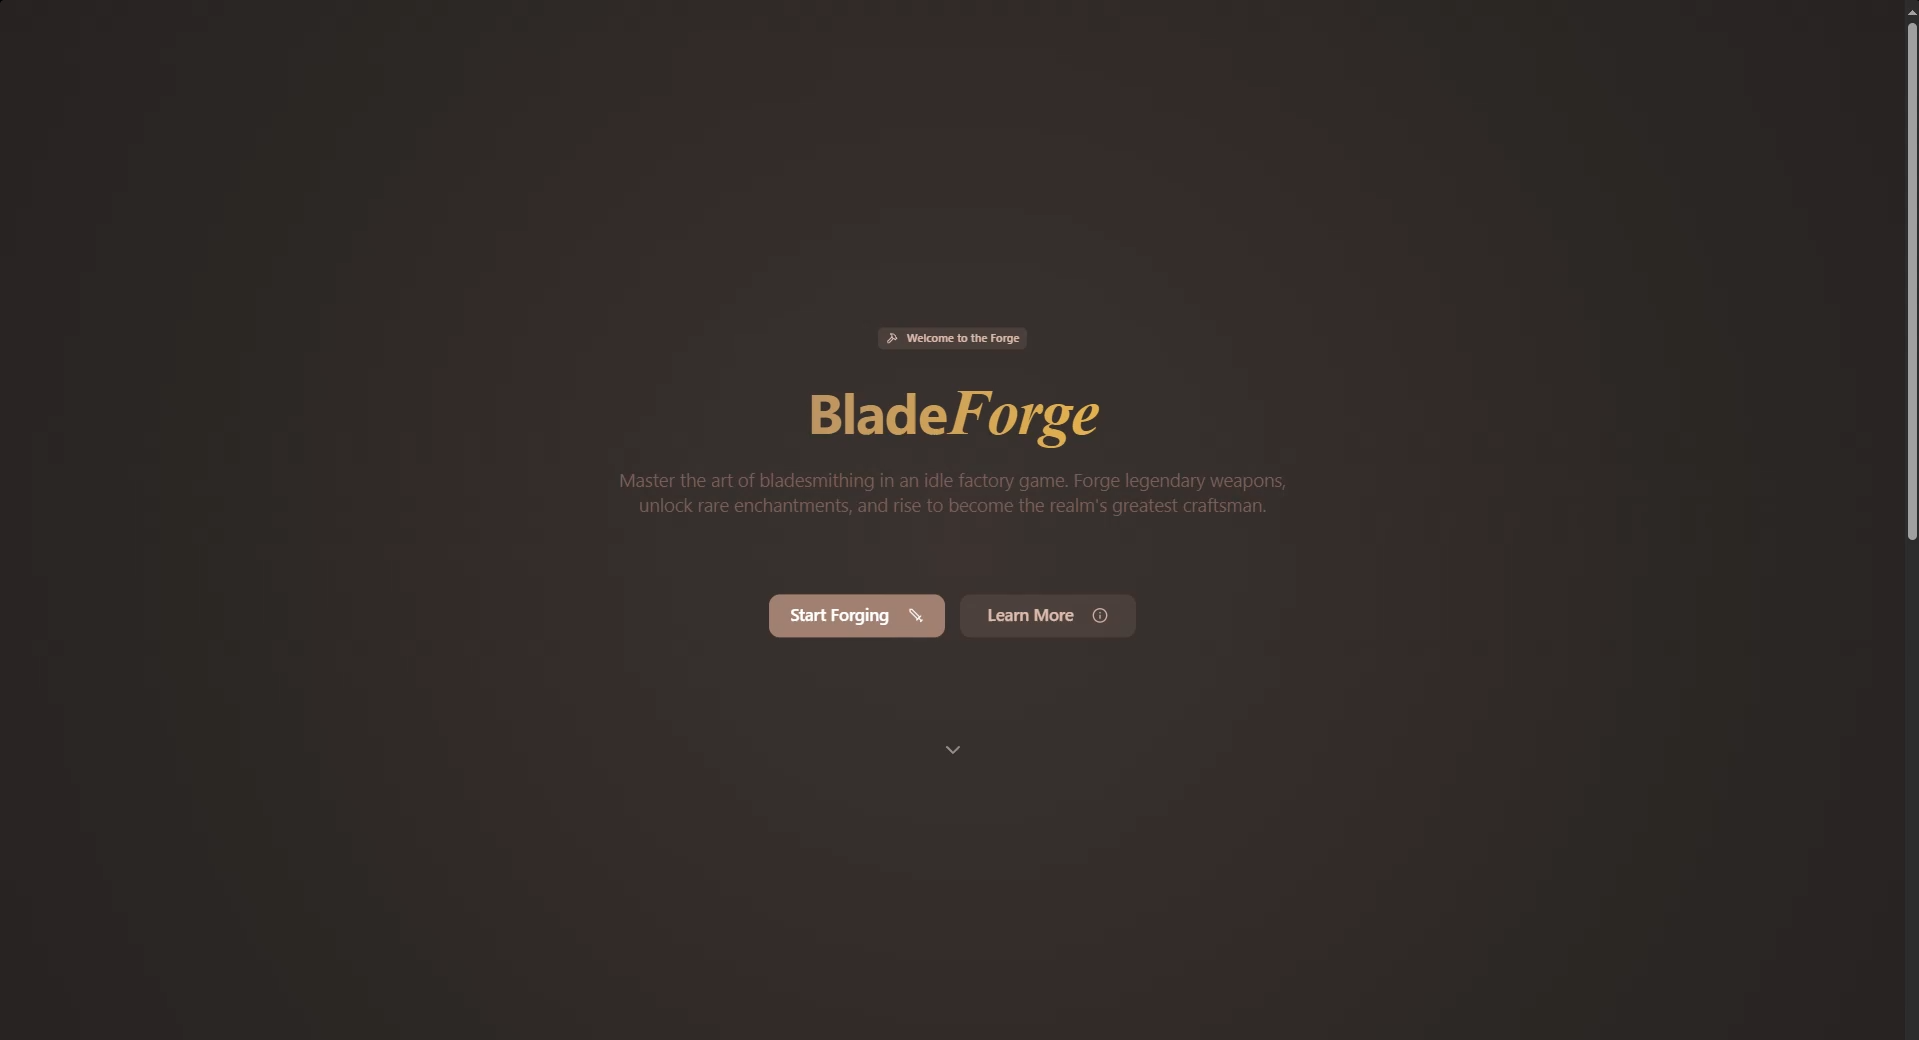 Welcome to the Forge
BladeForge
Master the art of bladesmithing in an idle factory game. Forge legendary weapons,
unlock rare enchantments, and rise to become the realm's greatest craftsman.
Start Forging
Learn More